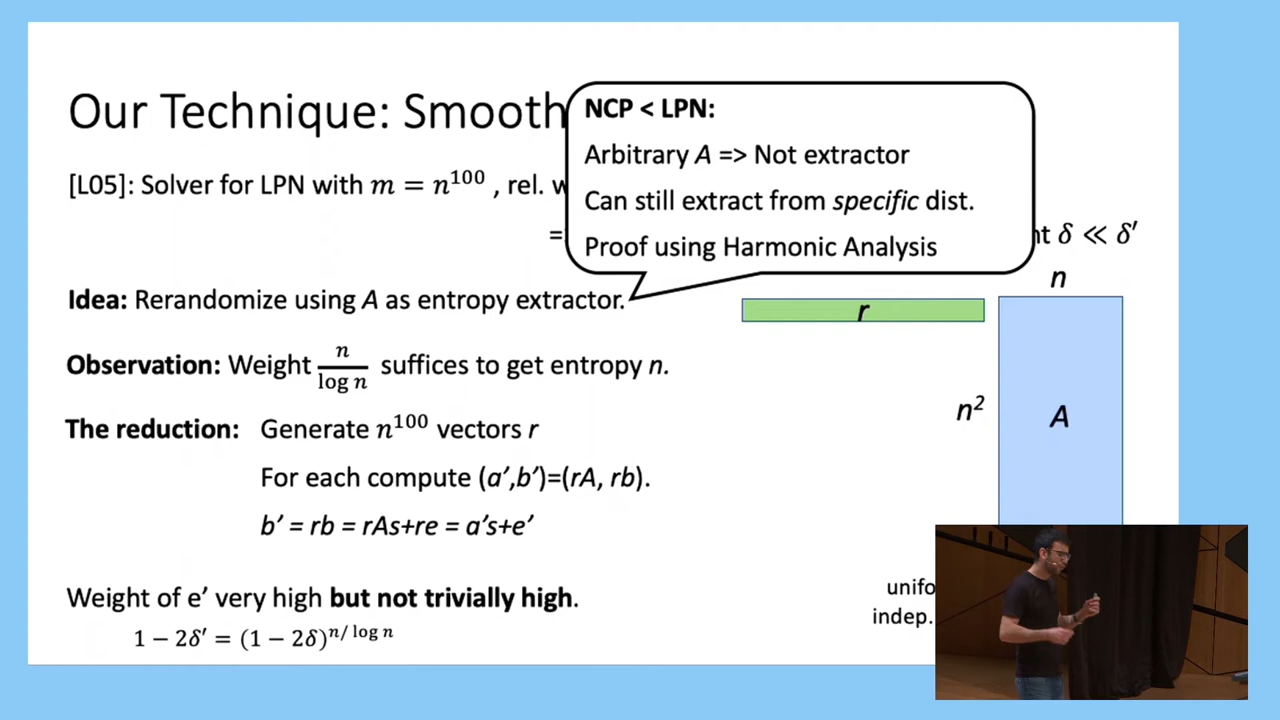 Our Technique: Smooth
NCP < LPN:
Arbitrary A => Not extractor
Can still extract from specific dist.
Proof using Harmonic Analysis
[L05]: Solver for LPN with m = n^100 , rel. w
=
t δ ≪ δ′
Idea: Rerandomize using A as entropy extractor.
r
n
n²
A
Observation: Weight n/log n suffices to get entropy n.
The reduction: Generate n^100 vectors r
For each compute (a′,b′)=(rA, rb).
b′ = rb = rAs+re = a′s+e′
Weight of e′ very high but not trivially high.
1 − 2δ′ = (1 − 2δ)^n/ log n
unifo
indep.